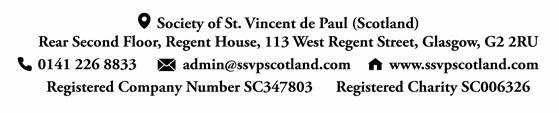 Society of St. Vincent de Paul (Scotland)
Rear Second Floor, Regent House, 113 West Regent Street, Glasgow, G2 2RU
0141 226 8833 admin@ssvpscotland.com www.ssvpscotland.com
Registered Company Number SC347803 Registered Charity SC006326